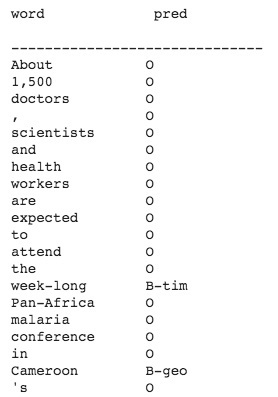 word pred
------------------------------
About O
1,500 O
doctors O
, O
scientists O
and O
health O
workers O
are O
expected O
to O
attend O
the O
week-long B-tim
Pan-Africa O
malaria O
conference O
in O
Cameroon B-geo
's O